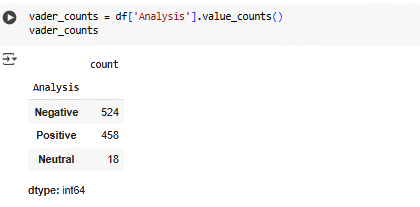 vader_counts = df['Analysis'].value_counts()
vader_counts
count
Analysis
Negative 524
Positive 458
Neutral 18
dtype: int64